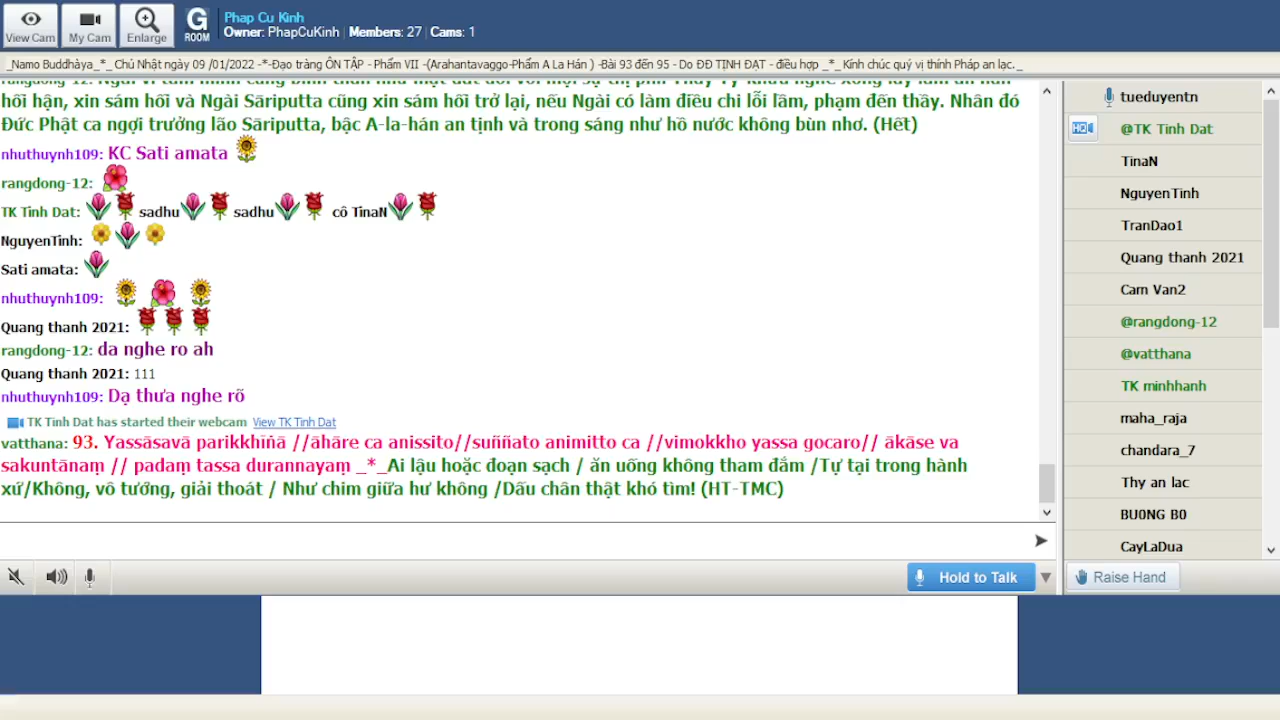 View Cam
My Cam
Enlarge
G
ROOM
Phap Cu Kinh
Owner: PhapCuKinh | Members: 27 | Cams: 1
_Namo Buddhàya_*_ Chủ Nhật ngày 09 /01/2022 -*-Đạo tràng ÔN TẬP - Phẩm VII -(Arahantavaggo-Phẩm A La Hán ) -Bài 93 đến 95 - Do ĐĐ TỊNH ĐẠT - điều hợp _*_ Kính chúc quý vị thính Pháp an lạc._
hối hận, xin sám hối và Ngài Sāriputta cũng xin sám hối trở lại, nếu Ngài có làm điều chi lỗi lầm, phạm đến thầy. Nhân đó
Đức Phật ca ngợi trưởng lão Sāriputta, bậc A-la-hán an tịnh và trong sáng như hồ nước không bùn nhơ. (Hết)
nhuthuynh109: KC Sati amata
rangdong-12:
TK Tinh Dat: sadhu sadhu cô TinaN
NguyenTinh:
Sati amata:
nhuthuynh109:
Quang thanh 2021:
rangdong-12: da nghe ro ah
Quang thanh 2021: 111
nhuthuynh109: Dạ thưa nghe rõ
TK Tinh Dat has started their webcam View TK Tinh Dat
vatthana: 93. Yassāsavā parikkhīṅā //āhāre ca anissito//suññato animitto ca //vimokkho yassa gocaro// ākāse va
sakuntānaṃ // padaṃ tassa durannayaṃ _*_Ai lậu hoặc đoạn sạch / ăn uống không tham đắm /Tự tại trong hành
xứ/Không, vô tướng, giải thoát / Như chim giữa hư không /Dấu chân thật khó tìm! (HT-TMC)
Hold to Talk
tueduyentn
@TK Tinh Dat
TinaN
NguyenTinh
TranDao1
Quang thanh 2021
Cam Van2
@rangdong-12
@vatthana
TK minhhanh
maha_raja
chandara_7
Thy an lac
BU0NG B0
CayLaDua
Raise Hand